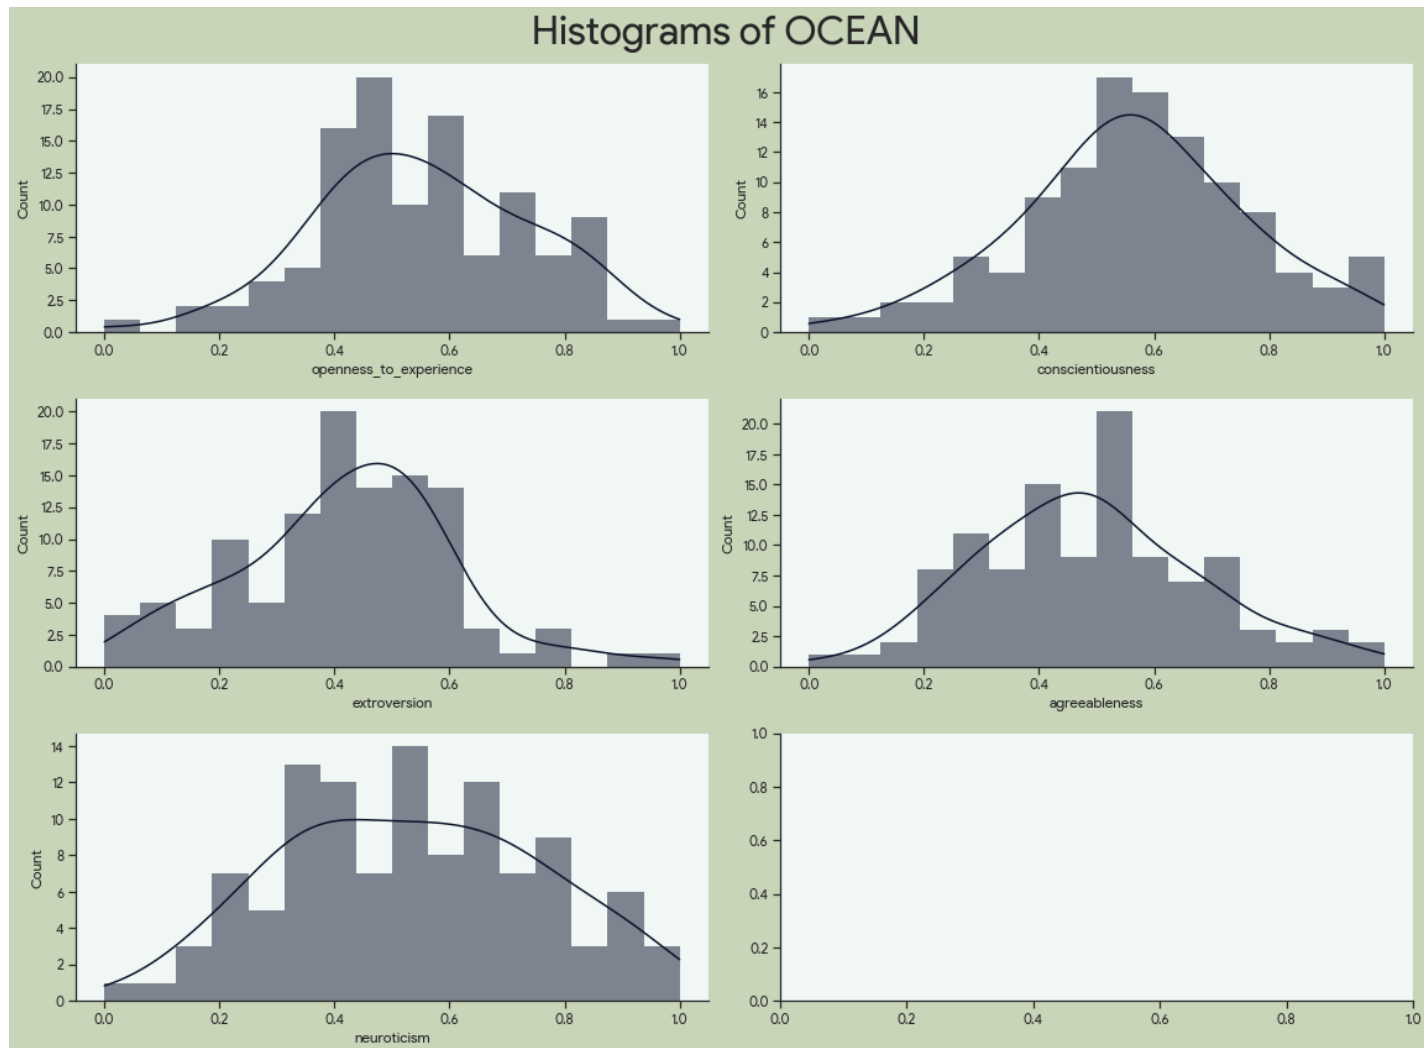 Histograms of OCEAN
20.0
17.5
15.0
12.5
10.0
7.5
5.0
2.5
0.0
Count
0.0 0.2 0.4 0.6 0.8 1.0
openness_to_experience
16
14
12
10
8
6
4
2
0
Count
0.0 0.2 0.4 0.6 0.8 1.0
conscientiousness
20.0
17.5
15.0
12.5
10.0
7.5
5.0
2.5
0.0
Count
0.0 0.2 0.4 0.6 0.8 1.0
extroversion
20.0
17.5
15.0
12.5
10.0
7.5
5.0
2.5
0.0
Count
0.0 0.2 0.4 0.6 0.8 1.0
agreeableness
14
12
10
8
6
4
2
0
Count
0.0 0.2 0.4 0.6 0.8 1.0
neuroticism
1.0
0.8
0.6
0.4
0.2
0.0
0.0 0.2 0.4 0.6 0.8 1.0